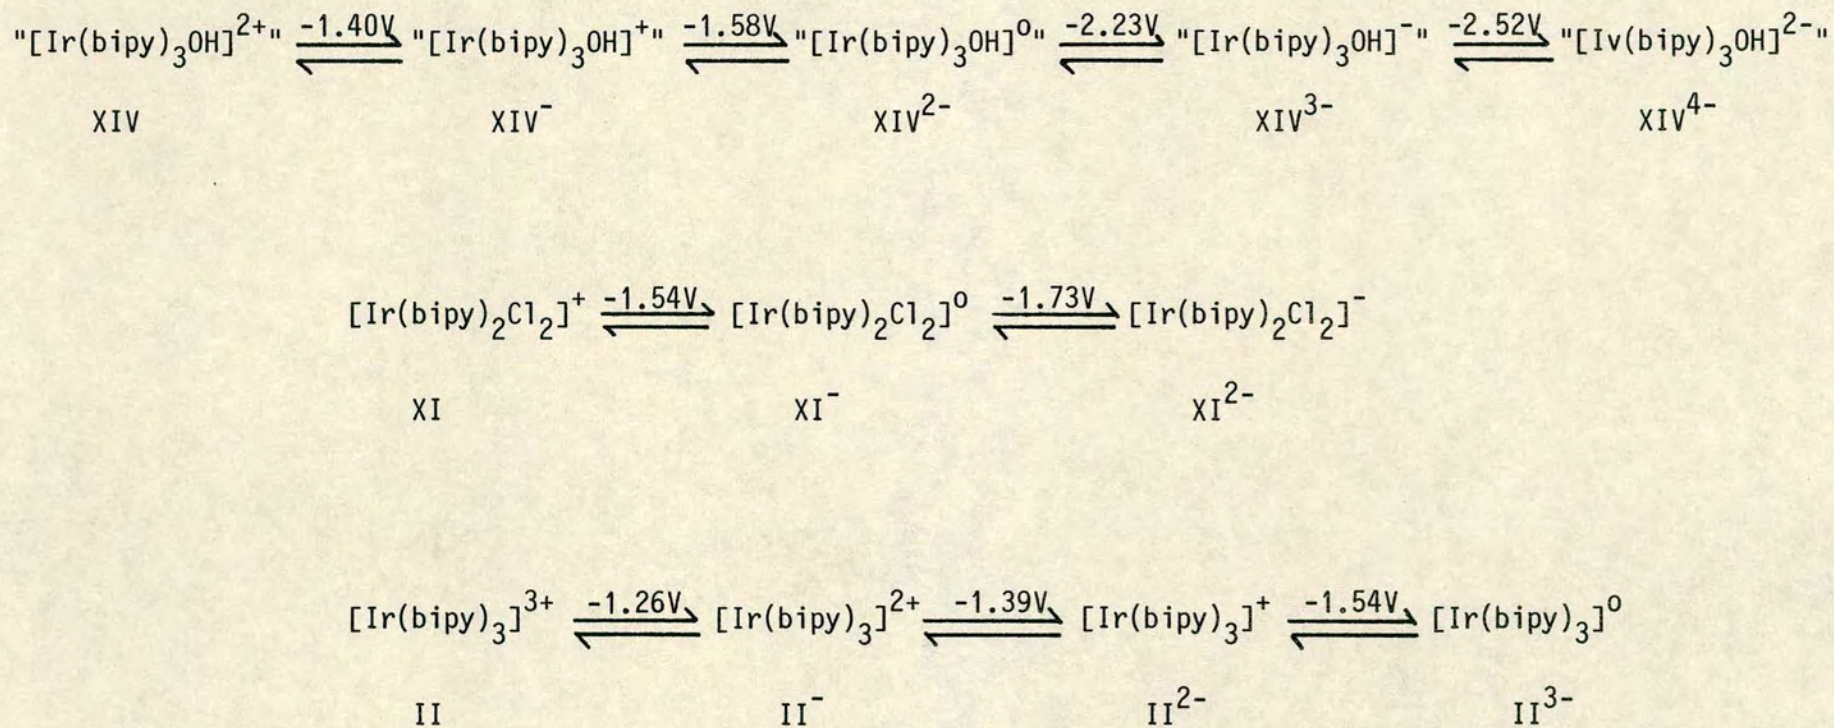 "[Ir(bipy)₃OH]²⁺" -1.40V "[Ir(bipy)₃OH]⁺" -1.58V "[Ir(bipy)₃OH]⁰" -2.23V "[Ir(bipy)₃OH]⁻" -2.52V "[Iv(bipy)₃OH]²⁻"
XIV XIV⁻ XIV²⁻ XIV³⁻ XIV⁴⁻
[Ir(bipy)₂Cl₂]⁺ -1.54V [Ir(bipy)₂Cl₂]⁰ -1.73V [Ir(bipy)₂Cl₂]⁻
XI XI⁻ XI²⁻
[Ir(bipy)₃]³⁺ -1.26V [Ir(bipy)₃]²⁺ -1.39V [Ir(bipy)₃]⁺ -1.54V [Ir(bipy)₃]⁰
II II⁻ II²⁻ II³⁻